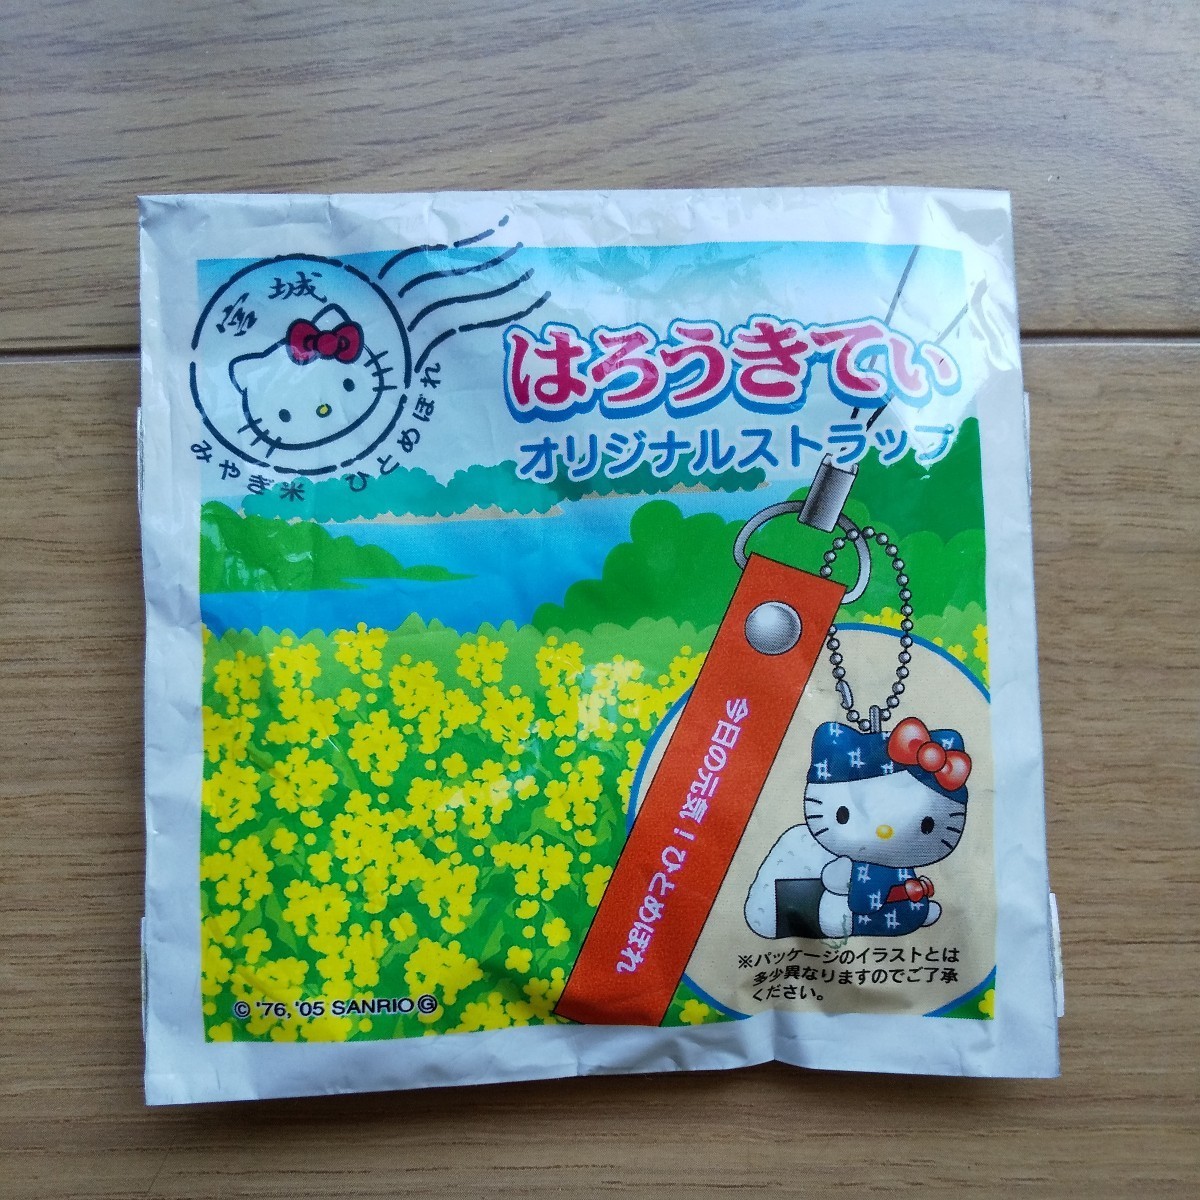 宮城
みやぎ米 ひとめぼれ
はろうきてぃ
オリジナルストラップ
今日の元気！ひとめぼれ
※パッケージのイラストとは
多少異なりますのでご了承
ください。
© '76, '05 SANRIO Ⓖ